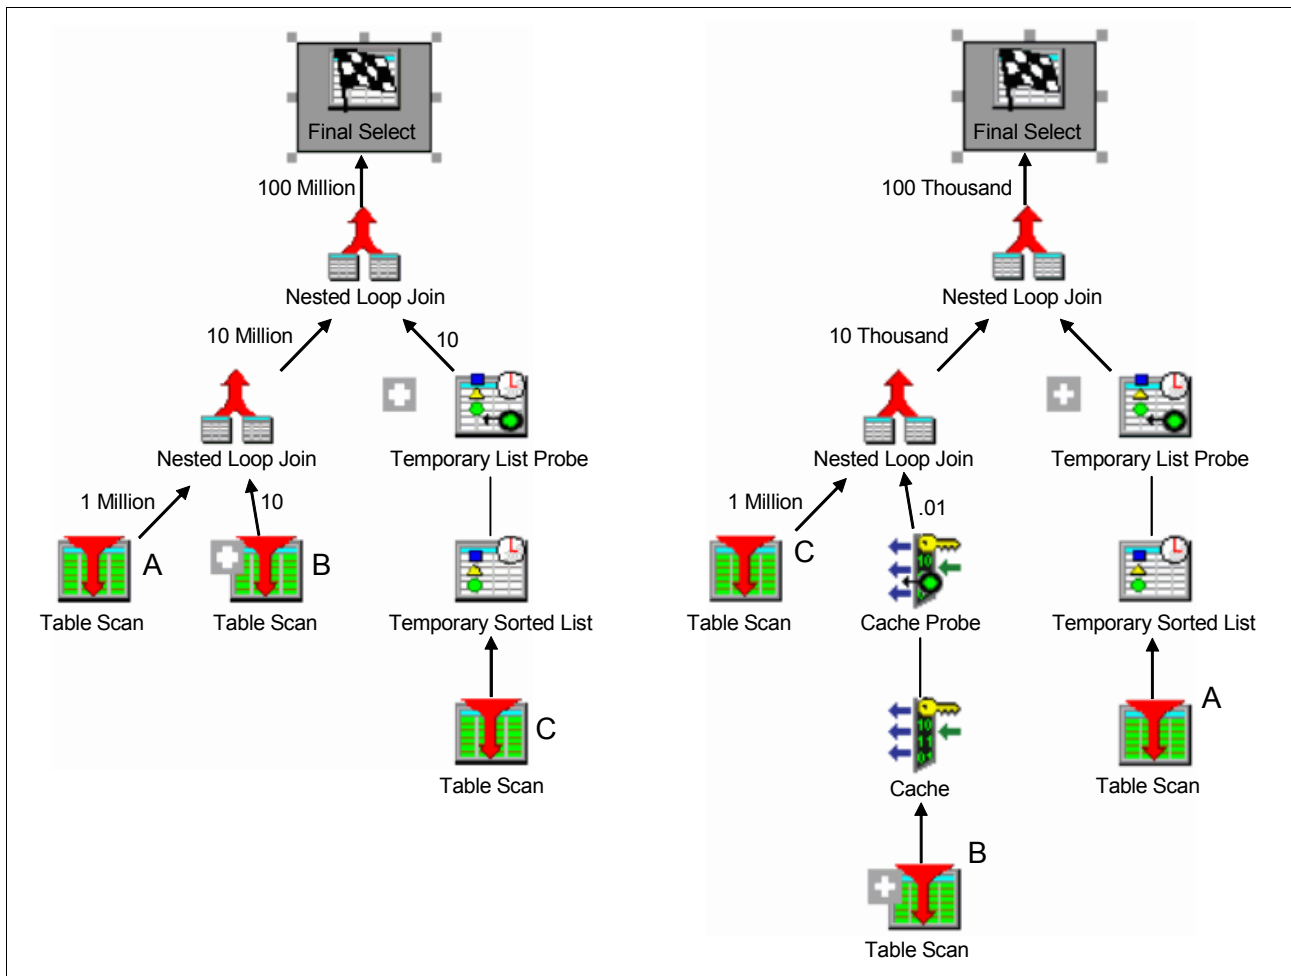 Final Select
100 Million
Nested Loop Join
10 Million
10
Nested Loop Join
Temporary List Probe
1 Million
10
A
B
Table Scan
Table Scan
Temporary Sorted List
C
Table Scan
Final Select
100 Thousand
Nested Loop Join
10 Thousand
Nested Loop Join
Temporary List Probe
1 Million
.01
C
Table Scan
Cache Probe
Temporary Sorted List
A
Cache
Table Scan
B
Table Scan